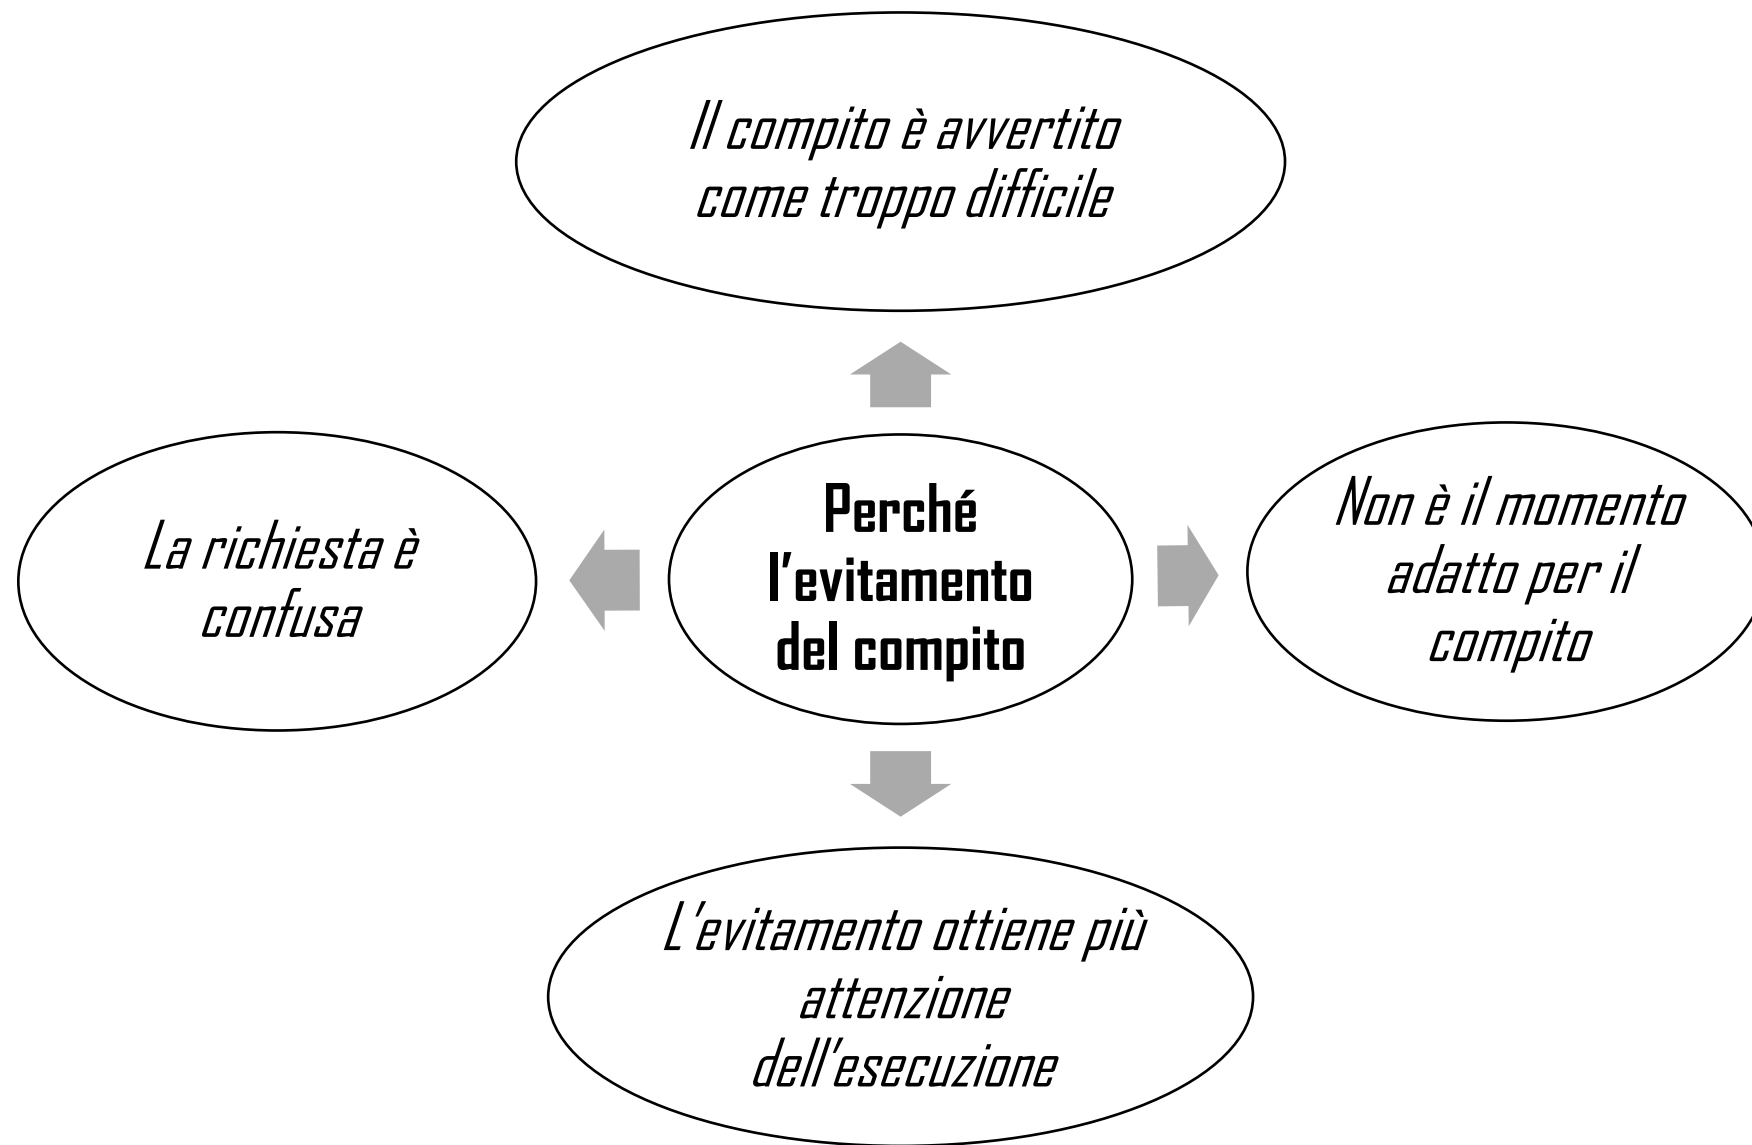 Il compito è avvertito
come troppo difficile
La richiesta è
confusa
Perché
l'evitamento
del compito
Non è il momento
adatto per il
compito
L'evitamento ottiene più
attenzione
dell'esecuzione